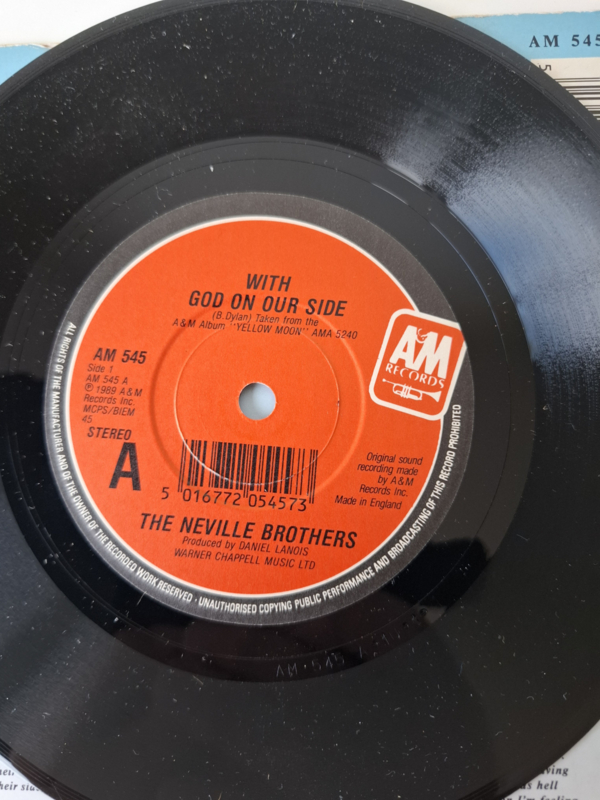 AM 545
WITH
GOD ON OUR SIDE
(B.Dylan) Taken from the
A&M Album "YELLOW MOON" AMA 5240
A&M
RECORDS
AM 545
Side 1
AM 545 A
℗ 1989 A&M
Records Inc.
MCPS/BIEM
45
STEREO
A
Original sound
recording made
by A&M
Records Inc.
Made in England
5 016772 054573
THE NEVILLE BROTHERS
Produced by DANIEL LANOIS
WARNER CHAPPELL MUSIC LTD
ALL RIGHTS OF THE MANUFACTURER AND OF THE OWNER OF THE RECORDED WORK RESERVED · UNAUTHORISED COPYING PUBLIC PERFORMANCE AND BROADCASTING OF THIS RECORD PROHIBITED
AM·545 A
as hell
I'm feeling